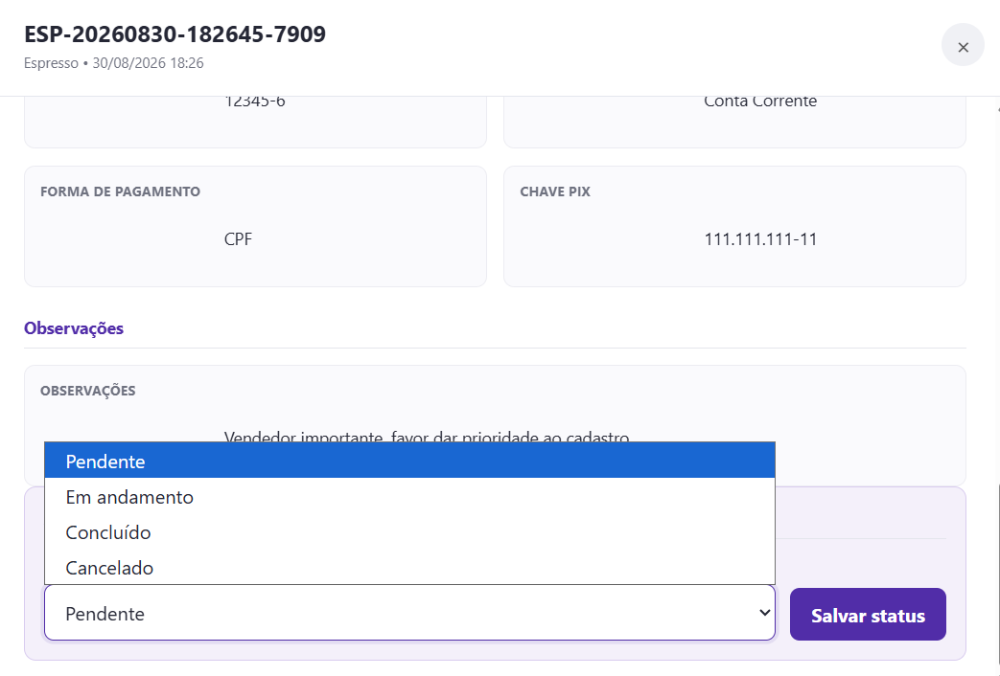 ESP-20260830-182645-7909
Espresso • 30/08/2026 18:26
×
12345-6
Conta Corrente
FORMA DE PAGAMENTO
CPF
CHAVE PIX
111.111.111-11
Observações
OBSERVAÇÕES
Vendedor importante, favor dar prioridade ao cadastro
Pendente
Em andamento
Concluído
Cancelado
Pendente
Salvar status